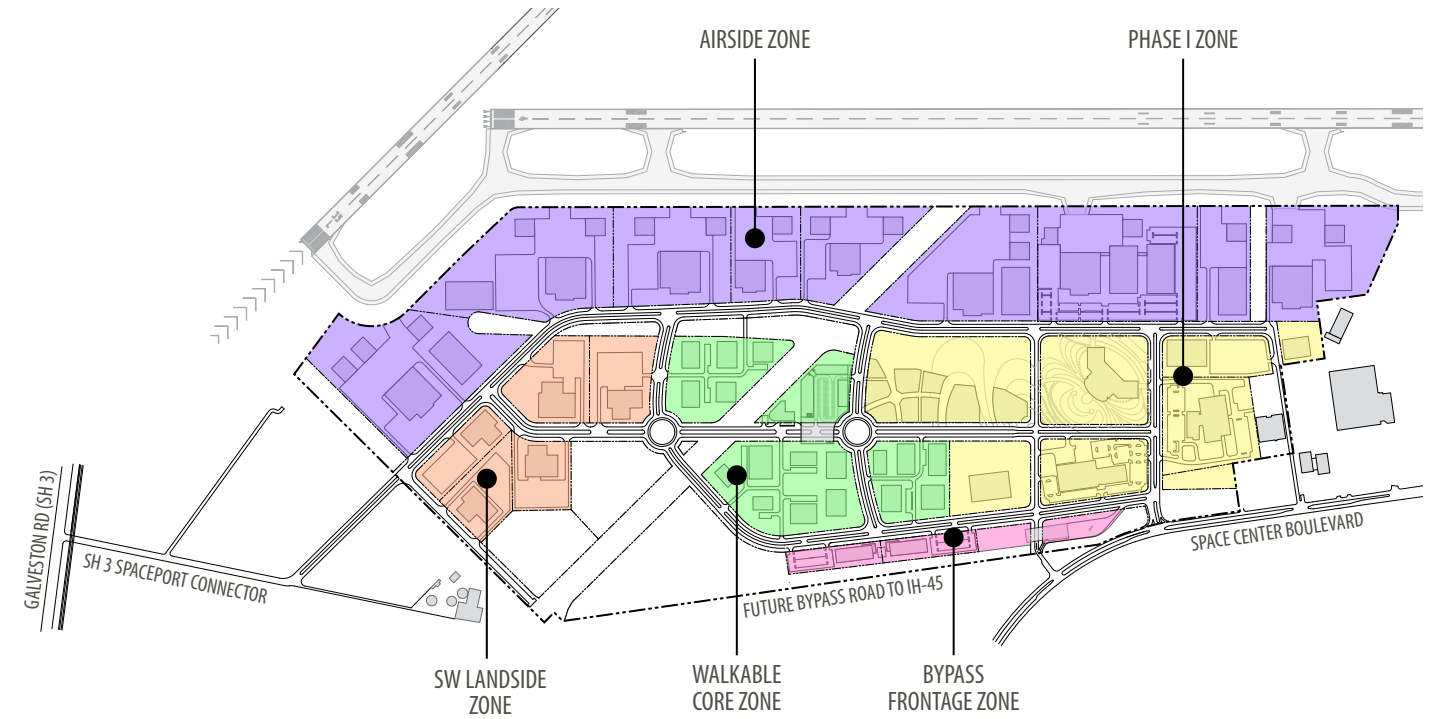 AIRSIDE ZONE
PHASE I ZONE
GALVESTON RD (SH 3)
SH 3 SPACEPORT CONNECTOR
SPACE CENTER BOULEVARD
FUTURE BYPASS ROAD TO IH-45
SW LANDSIDE
ZONE
WALKABLE
CORE ZONE
BYPASS
FRONTAGE ZONE